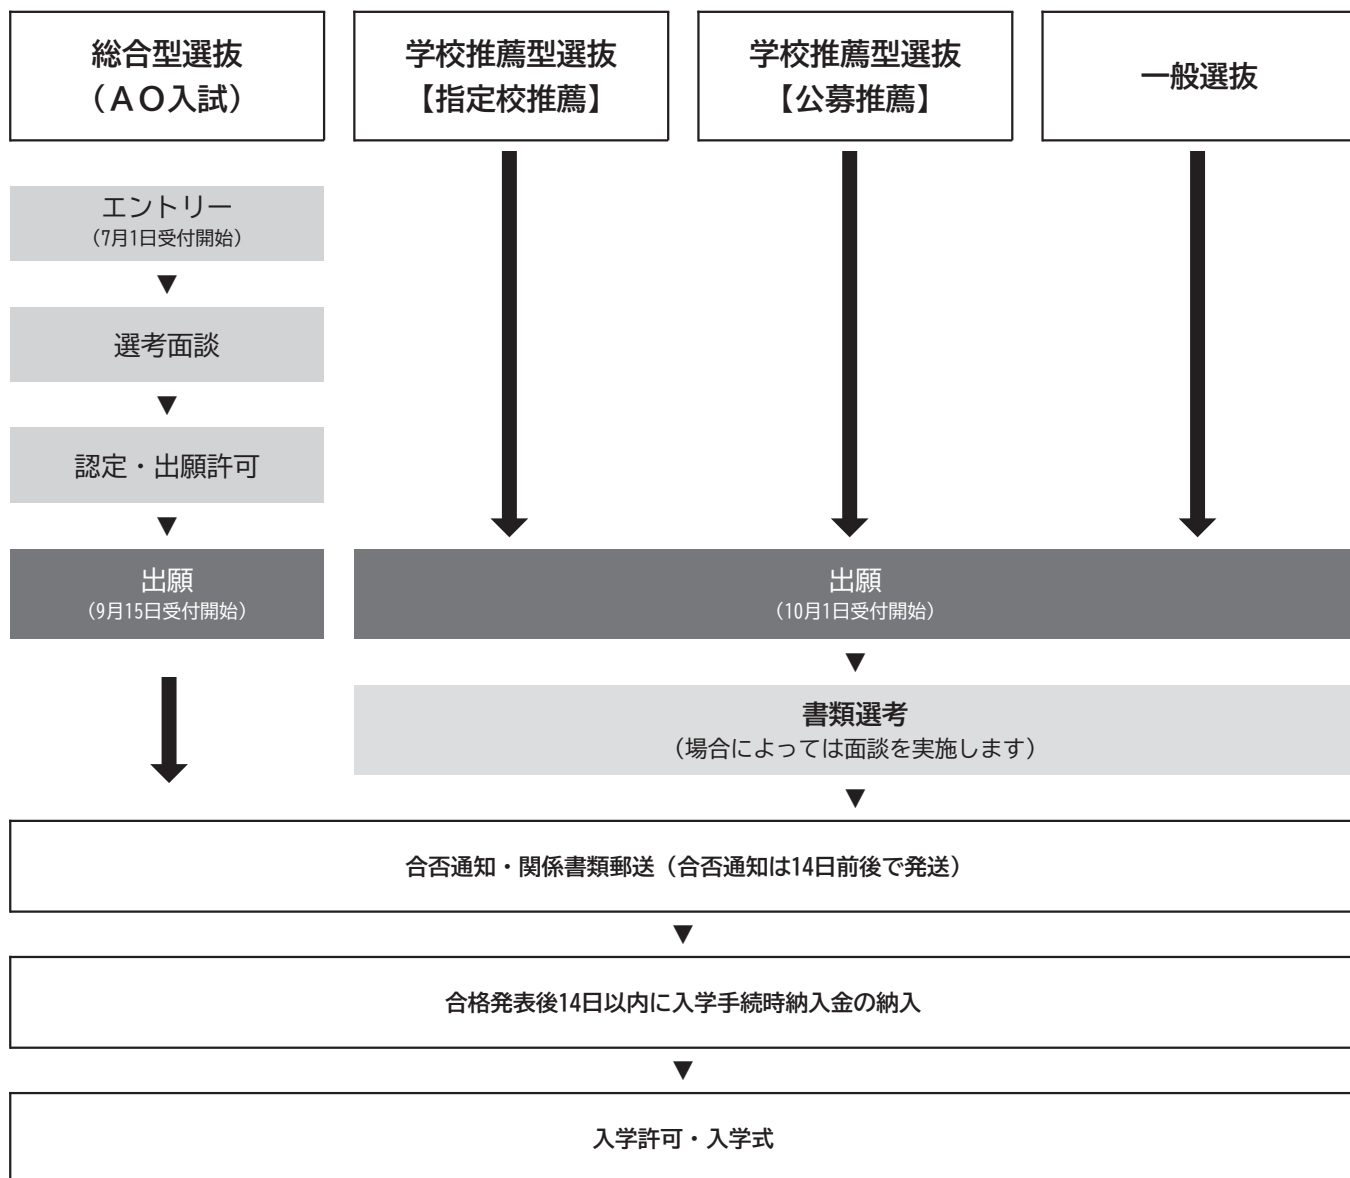 総合型選抜
（ＡＯ入試）
学校推薦型選抜
【指定校推薦】
学校推薦型選抜
【公募推薦】
一般選抜
エントリー
（7月1日受付開始）
▼
選考面談
▼
認定・出願許可
▼
出願
（9月15日受付開始）
出願
（10月1日受付開始）
▼
書類選考
（場合によっては面談を実施します）
▼
合否通知・関係書類郵送（合否通知は14日前後で発送）
▼
合格発表後14日以内に入学手続時納入金の納入
▼
入学許可・入学式